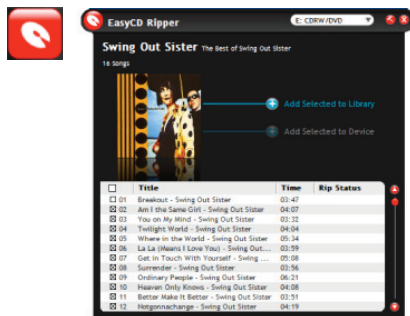 EasyCD Ripper E: CDRW/DVD
Swing Out Sister The Best of Swing Out Sister
16 Songs
Add Selected to Library
Add Selected to Device
Title Time Rip Status
01 Breakout - Swing Out Sister 03:47
02 Am I the Same Girl - Swing Out Sister 04:07
03 You on My Mind - Swing Out Sister 03:32
04 Twilight World - Swing Out Sister 04:04
05 Where in the World - Swing Out Sister 05:34
06 La La (Means I Love You) - Swing Out... 03:59
07 Get in Touch With Yourself - Swing ... 05:08
08 Surrender - Swing Out Sister 03:56
09 Ordinary People - Swing Out Sister 06:21
10 Heaven Only Knows - Swing Out Sister 04:08
11 Better Make It Better - Swing Out Sister 03:51
12 Notgonnachange - Swing Out Sister 04:19